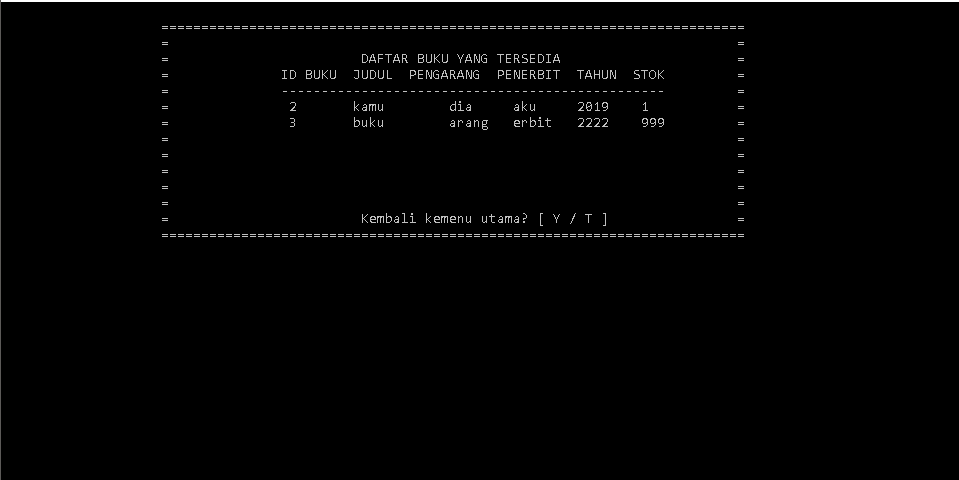 =========================================================================
= =
= DAFTAR BUKU YANG TERSEDIA =
= ID BUKU JUDUL PENGARANG PENERBIT TAHUN STOK =
= ------------------------------------------------ =
= 2 kamu dia aku 2019 1 =
= 3 buku arang erbit 2222 999 =
= =
= =
= =
= =
= =
= Kembali kemenu utama? [ Y / T ] =
=========================================================================